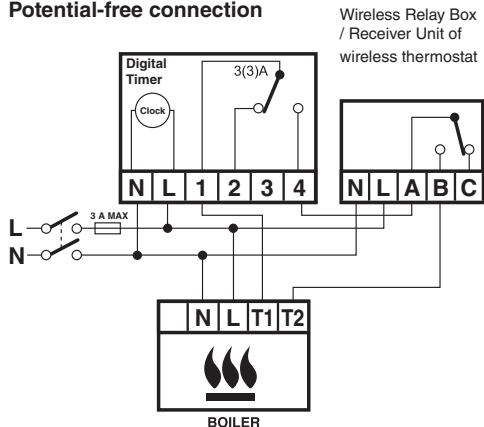 Potential-free connection
Wireless Relay Box
/ Receiver Unit of
wireless thermostat
Digital
Timer
Clock
3(3)A
N L 1 2 3 4
N L A B C
L
3 A MAX
N
N L T1 T2
BOILER